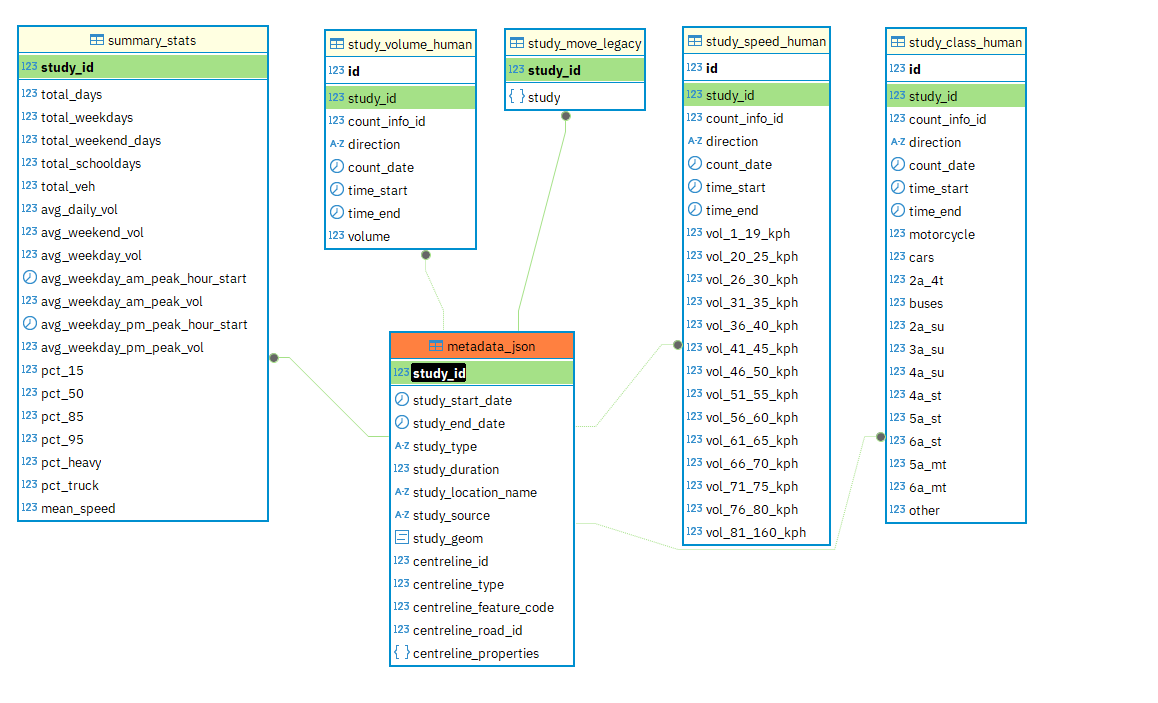 summary_stats
123 study_id
123 total_days
123 total_weekdays
123 total_weekend_days
123 total_schooldays
123 total_veh
123 avg_daily_vol
123 avg_weekend_vol
123 avg_weekday_vol
avg_weekday_am_peak_hour_start
123 avg_weekday_am_peak_vol
avg_weekday_pm_peak_hour_start
123 avg_weekday_pm_peak_vol
123 pct_15
123 pct_50
123 pct_85
123 pct_95
123 pct_heavy
123 pct_truck
123 mean_speed
study_volume_human
123 id
123 study_id
123 count_info_id
A-Z direction
count_date
time_start
time_end
123 volume
study_move_legacy
123 study_id
{ } study
study_speed_human
123 id
123 study_id
123 count_info_id
A-Z direction
count_date
time_start
time_end
123 vol_1_19_kph
123 vol_20_25_kph
123 vol_26_30_kph
123 vol_31_35_kph
123 vol_36_40_kph
123 vol_41_45_kph
123 vol_46_50_kph
123 vol_51_55_kph
123 vol_56_60_kph
123 vol_61_65_kph
123 vol_66_70_kph
123 vol_71_75_kph
123 vol_76_80_kph
123 vol_81_160_kph
study_class_human
123 id
123 study_id
123 count_info_id
A-Z direction
count_date
time_start
time_end
123 motorcycle
123 cars
123 2a_4t
123 buses
123 2a_su
123 3a_su
123 4a_su
123 4a_st
123 5a_st
123 6a_st
123 5a_mt
123 6a_mt
123 other
metadata_json
123 study_id
study_start_date
study_end_date
A-Z study_type
123 study_duration
A-Z study_location_name
A-Z study_source
study_geom
123 centreline_id
123 centreline_type
123 centreline_feature_code
123 centreline_road_id
{ } centreline_properties